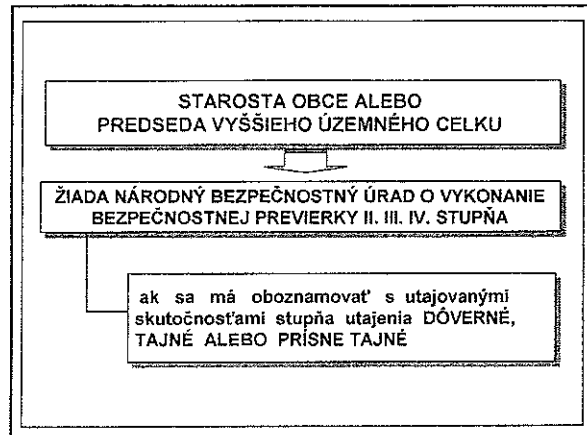 STAROSTA OBCE ALEBO
PREDSEDA VYŠŠIEHO ÚZEMNÉHO CELKU
ŽIADA NÁRODNÝ BEZPEČNOSTNÝ ÚRAD O VYKONANIE
BEZPEČNOSTNEJ PREVIERKY II. III. IV. STUPŇA
ak sa má oboznamovať s utajovanými
skutočnosťami stupňa utajenia DÔVERNÉ,
TAJNÉ ALEBO PRÍSNE TAJNÉ